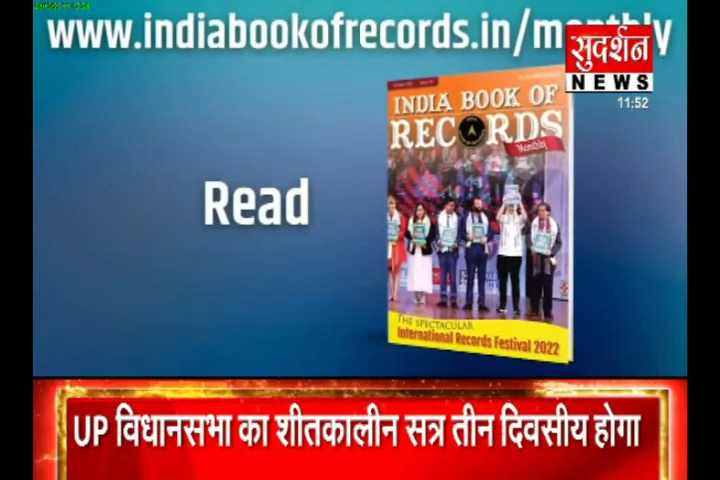 www.indiabookofrecords.in/monthly
सुदर्शन
NEWS
11:52
INDIA BOOK OF
RECORDS
Monthly
Read
THE SPECTACULAR
International Records Festival 2022
UP विधानसभा का शीतकालीन सत्र तीन दिवसीय होगा